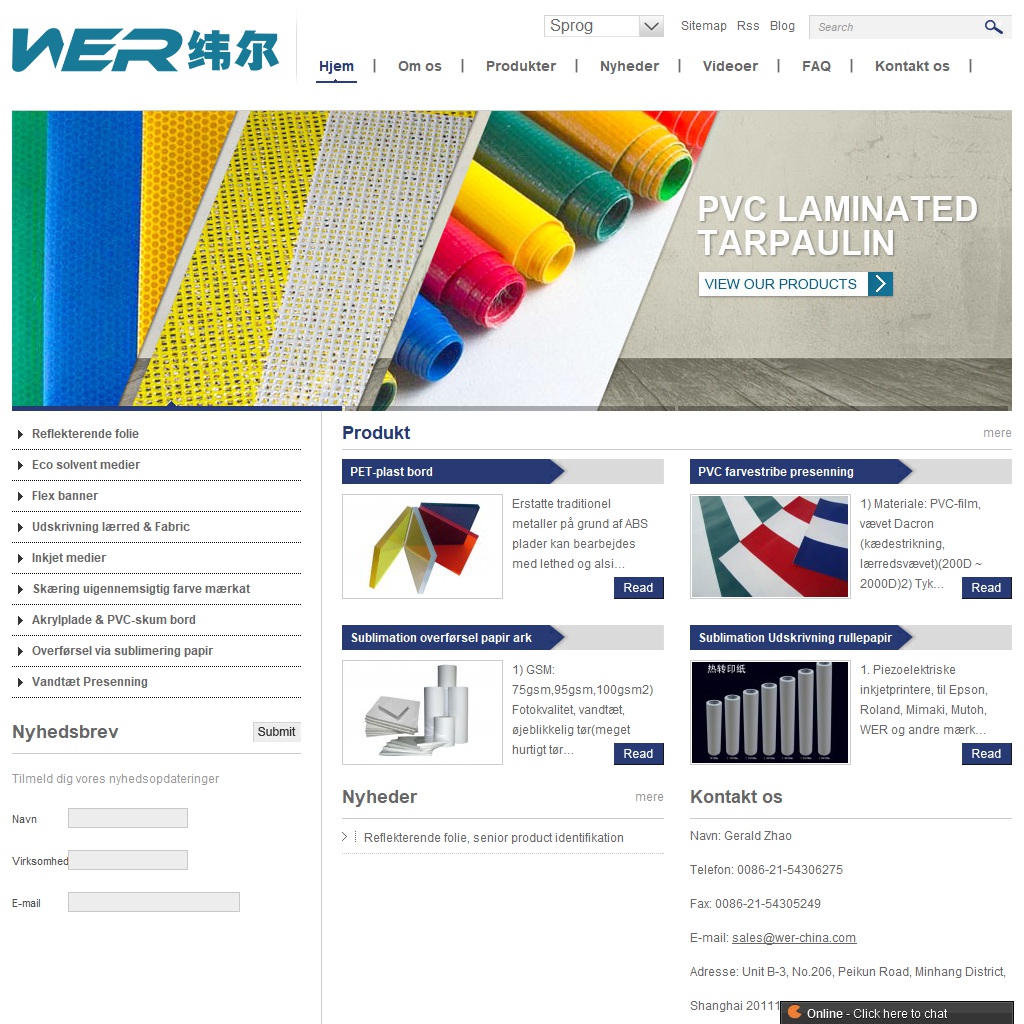 WER纬尔
Sprog
Sitemap Rss Blog
Search
Hjem | Om os | Produkter | Nyheder | Videoer | FAQ | Kontakt os |
PVC LAMINATED
TARPAULIN
VIEW OUR PRODUCTS
Reflekterende folie
Eco solvent medier
Flex banner
Udskrivning lærred & Fabric
Inkjet medier
Skæring uigennemsigtig farve mærkat
Akrylplade & PVC-skum bord
Overførsel via sublimering papir
Vandtæt Presenning
Nyhedsbrev
Submit
Tilmeld dig vores nyhedsopdateringer
Navn
Virksomhed
E-mail
Produkt
mere
PET-plast bord
Erstatte traditionel
metaller på grund af ABS
plader kan bearbejdes
med lethed og alsi...
Read
PVC farvestribe presenning
1) Materiale: PVC-film,
vævet Dacron
(kædestrikning,
lærredsvævet)(200D ~
2000D)2) Tyk...
Read
Sublimation overførsel papir ark
1) GSM:
75gsm,95gsm,100gsm2)
Fotokvalitet, vandtæt,
øjeblikkelig tør(meget
hurtigt tør...
Read
Sublimation Udskrivning rullepapir
热转印纸
1. Piezoelektriske
inkjetprintere, til Epson,
Roland, Mimaki, Mutoh,
WER og andre mærk...
Read
Nyheder
mere
Reflekterende folie, senior product identifikation
Kontakt os
Navn: Gerald Zhao
Telefon: 0086-21-54306275
Fax: 0086-21-54305249
E-mail: sales@wer-china.com
Adresse: Unit B-3, No.206, Peikun Road, Minhang District,
Shanghai 20111
Online - Click here to chat